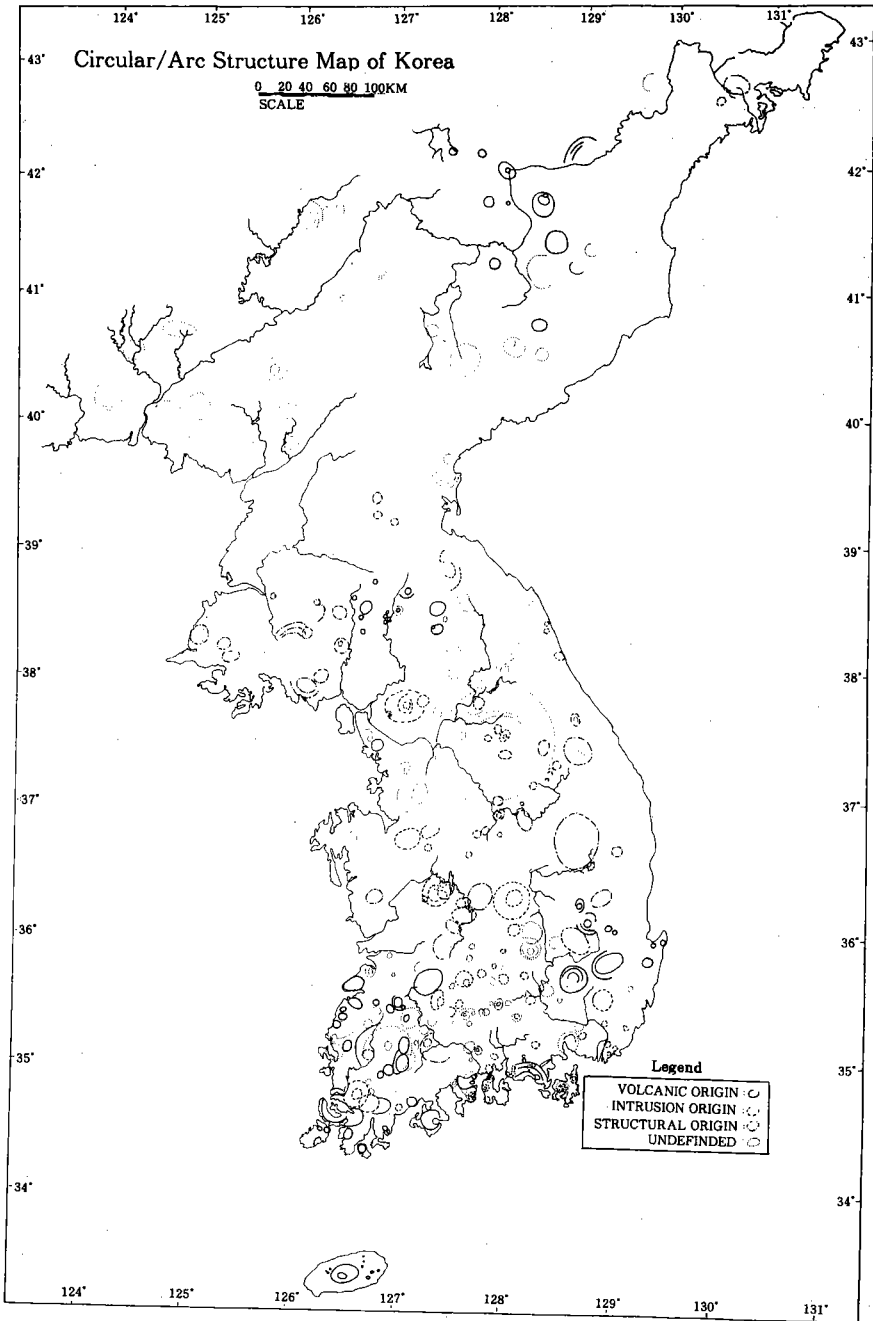 124° 125° 126° 127° 128° 129° 130° 131°
43° 43°
Circular/Arc Structure Map of Korea
0 20 40 60 80 100KM
SCALE
42° 42°
41° 41°
40° 40°
39° 39°
38° 38°
37° 37°
36° 36°
35° 35°
Legend
VOLCANIC ORIGIN :
INTRUSION ORIGIN :
STRUCTURAL ORIGIN :
UNDEFINDED :
34° 34°
124° 125° 126° 127° 128° 129° 130° 131°